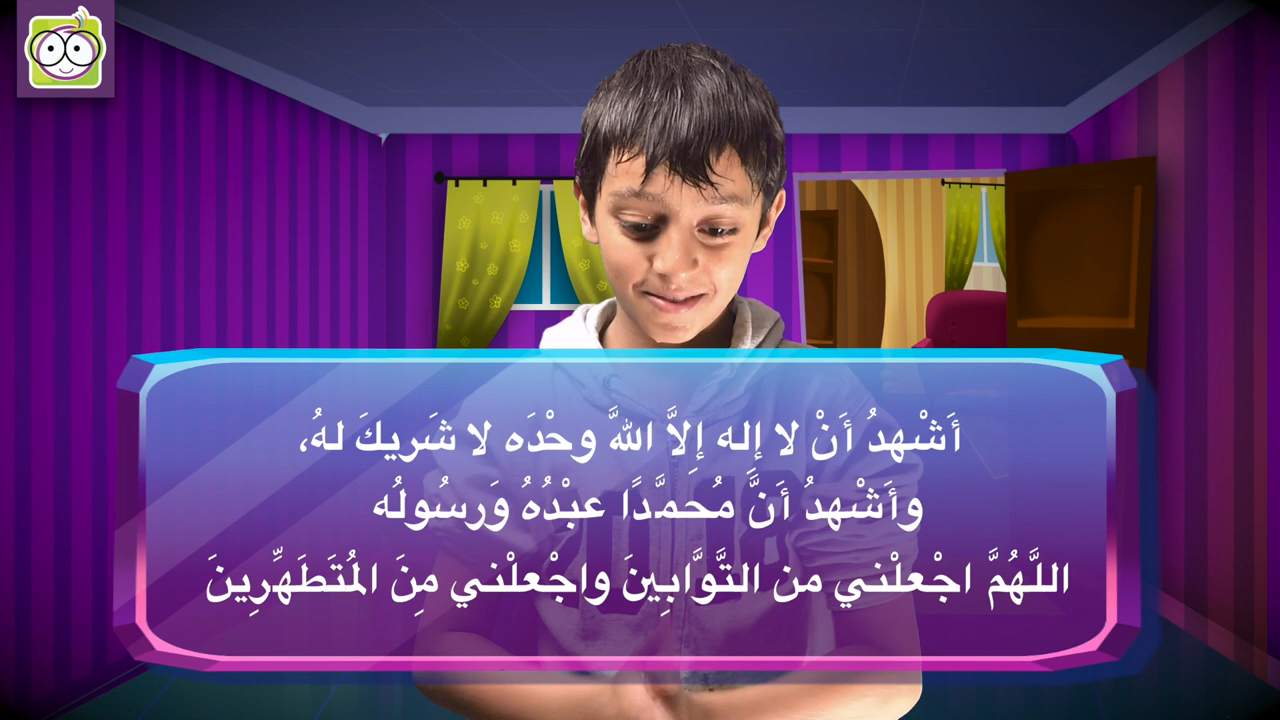 أَشْهدُ أَنْ لا إله إِلاَّ اللهَّ وحْدَه لا شَريكَ لهُ،
وأَشْهدُ أَنَّ مُحَمَّدًا عبْدُهُ وَرسُولُه
اللَّهُمَّ اجْعلْني من التَّوَّابِينَ واجْعلْني مِنَ المُتَطَهِّرِينَ